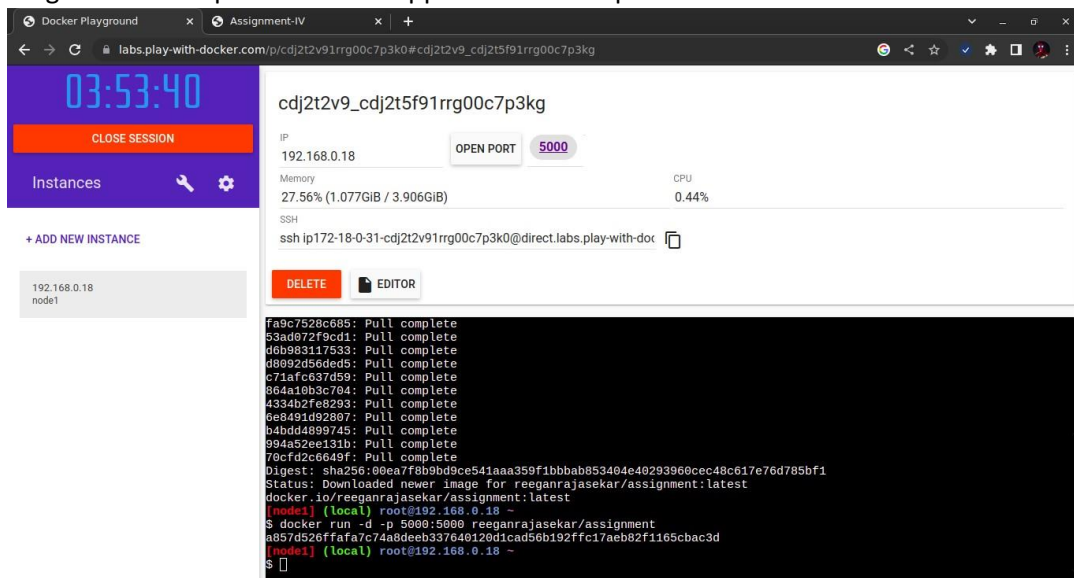 Docker Playground
Assignment-IV
labs.play-with-docker.com/p/cdj2t2v91rrg00c7p3k0#cdj2t2v9_cdj2t5f91rrg00c7p3kg
03:53:40
CLOSE SESSION
Instances
+ ADD NEW INSTANCE
192.168.0.18
node1
cdj2t2v9_cdj2t5f91rrg00c7p3kg
IP
192.168.0.18
OPEN PORT
5000
Memory
27.56% (1.077GiB / 3.906GiB)
CPU
0.44%
SSH
ssh ip172-18-0-31-cdj2t2v91rrg00c7p3k0@direct.labs.play-with-doc
DELETE
EDITOR
fa9c7528c685: Pull complete
53ad072f9cd1: Pull complete
d6b983117533: Pull complete
d8092d56ded5: Pull complete
c71afc637d59: Pull complete
864a10b3c704: Pull complete
4334b2fe8293: Pull complete
6e8491d92807: Pull complete
b4bdd4899745: Pull complete
994a52ee131b: Pull complete
70cfd2c6649f: Pull complete
Digest: sha256:00ea7f8b9bd9ce541aaa359f1bbbab853404e40293960cec48c617e76d785bf1
Status: Downloaded newer image for reeganrajasekar/assignment:latest
docker.io/reeganrajasekar/assignment:latest
[node1] (local) root@192.168.0.18 ~
$ docker run -d -p 5000:5000 reeganrajasekar/assignment
a857d526ffafa7c74a8deeb337640120d1cad56b192ffc17aeb82f1165cbac3d
[node1] (local) root@192.168.0.18 ~
$